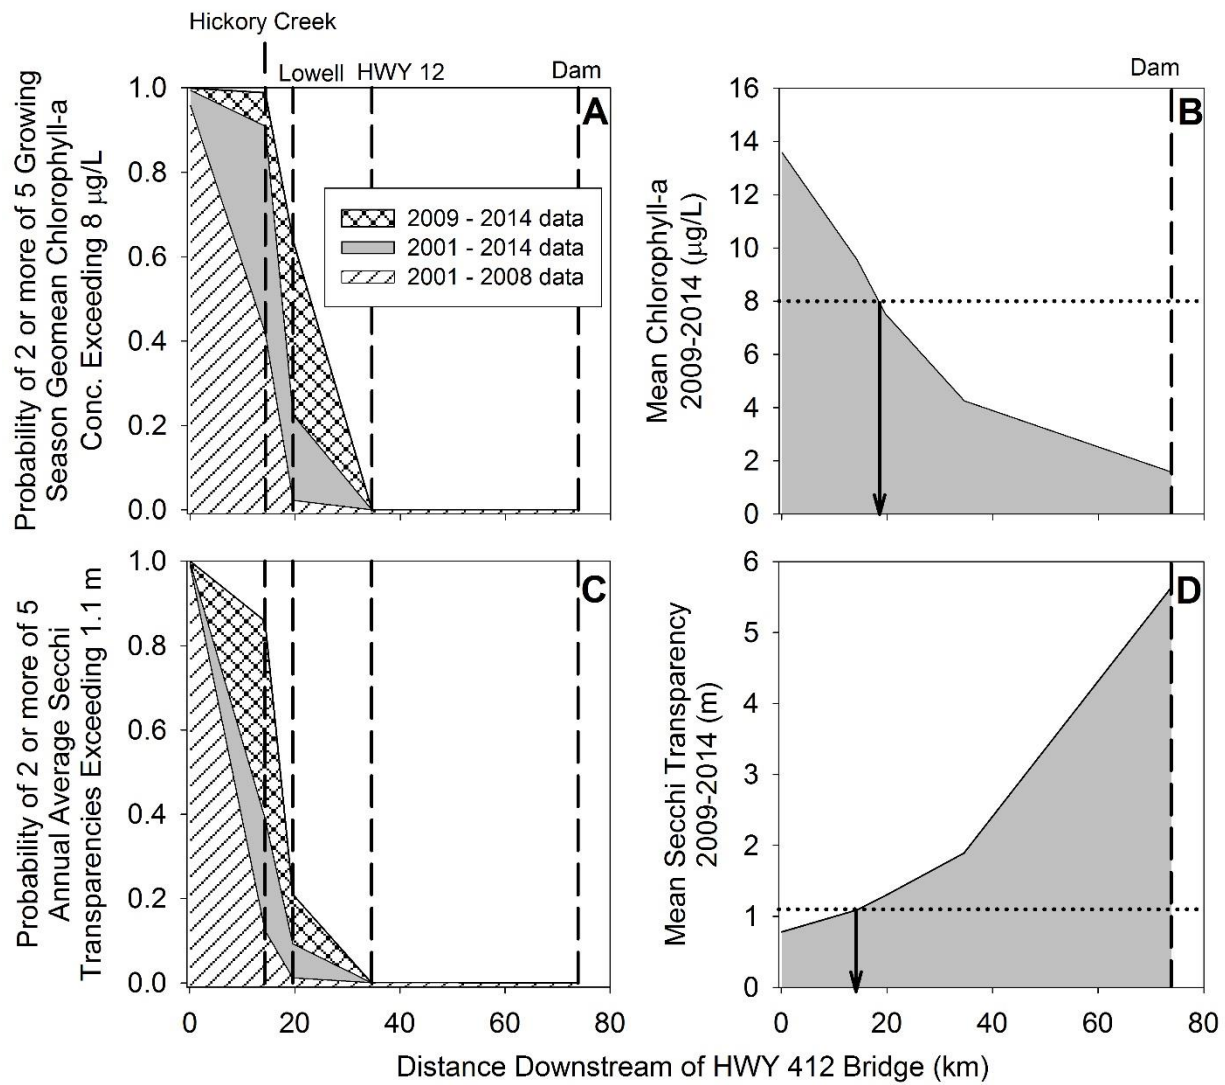 Hickory Creek
Lowell HWY 12 Dam
Probability of 2 or more of 5 Growing
Season Geomean Chlorophyll-a
Conc. Exceeding 8 μg/L
1.0
0.8
0.6
0.4
0.2
0.0
A
2009 - 2014 data
2001 - 2014 data
2001 - 2008 data
Dam
Mean Chlorophyll-a
2009-2014 (μg/L)
16
14
12
10
8
6
4
2
0
B
0 20 40 60 80
Probability of 2 or more of 5
Annual Average Secchi
Transparencies Exceeding 1.1 m
1.0
0.8
0.6
0.4
0.2
0.0
C
0 20 40 60 80
Mean Secchi Transparency
2009-2014 (m)
6
5
4
3
2
1
0
D
0 20 40 60 80
Distance Downstream of HWY 412 Bridge (km)